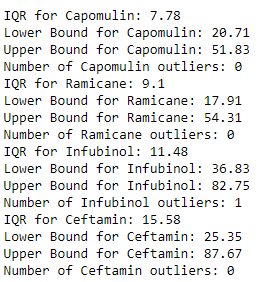 IQR for Capomulin: 7.78
Lower Bound for Capomulin: 20.71
Upper Bound for Capomulin: 51.83
Number of Capomulin outliers: 0
IQR for Ramicane: 9.1
Lower Bound for Ramicane: 17.91
Upper Bound for Ramicane: 54.31
Number of Ramicane outliers: 0
IQR for Infubinol: 11.48
Lower Bound for Infubinol: 36.83
Upper Bound for Infubinol: 82.75
Number of Infubinol outliers: 1
IQR for Ceftamin: 15.58
Lower Bound for Ceftamin: 25.35
Upper Bound for Ceftamin: 87.67
Number of Ceftamin outliers: 0